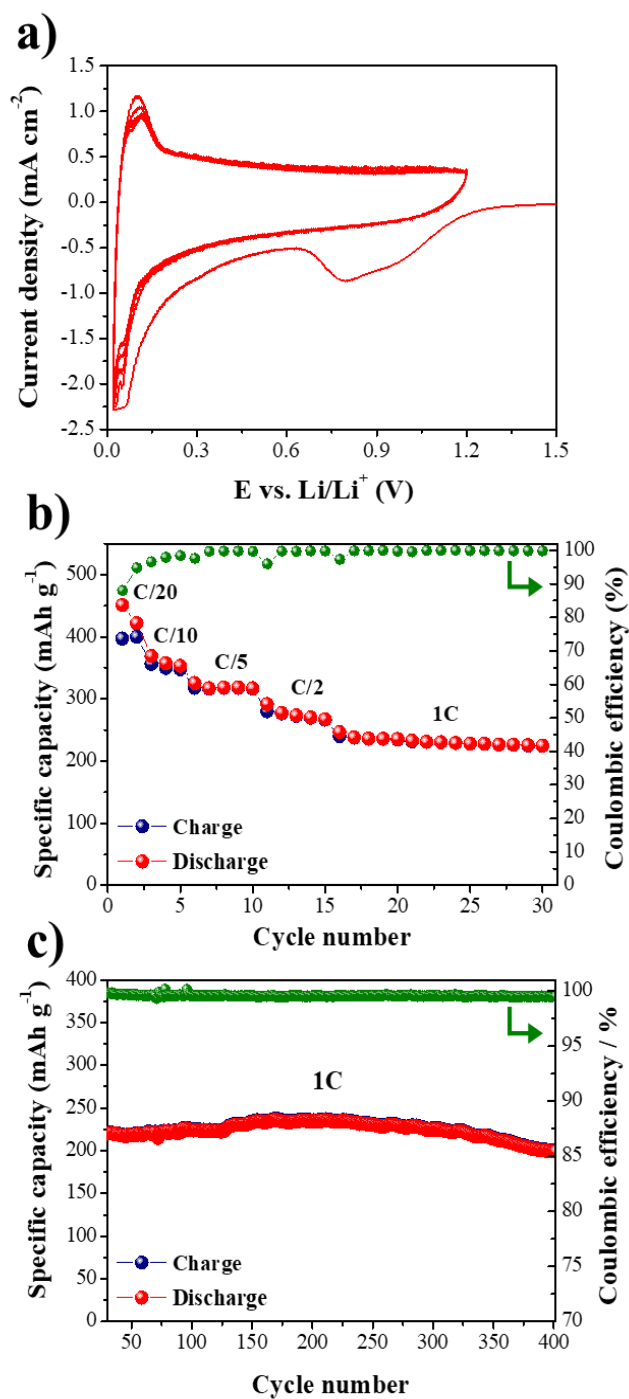 a)
Current density (mA cm⁻²)
1.5
1.0
0.5
0.0
-0.5
-1.0
-1.5
-2.0
-2.5
0.0 0.3 0.6 0.9 1.2 1.5
E vs. Li/Li⁺ (V)
b)
Specific capacity (mAh g⁻¹)
500
450
400
350
300
250
200
150
100
50
0
C/20
C/10
C/5
C/2
1C
Charge
Discharge
100
90
80
70
60
50
40
30
20
10
0
Coulombic efficiency (%)
0 5 10 15 20 25 30
Cycle number
c)
Specific capacity (mAh g⁻¹)
400
350
300
250
200
150
100
50
0
1C
Charge
Discharge
100
95
90
85
80
75
70
Coulombic efficiency / %
50 100 150 200 250 300 350 400
Cycle number